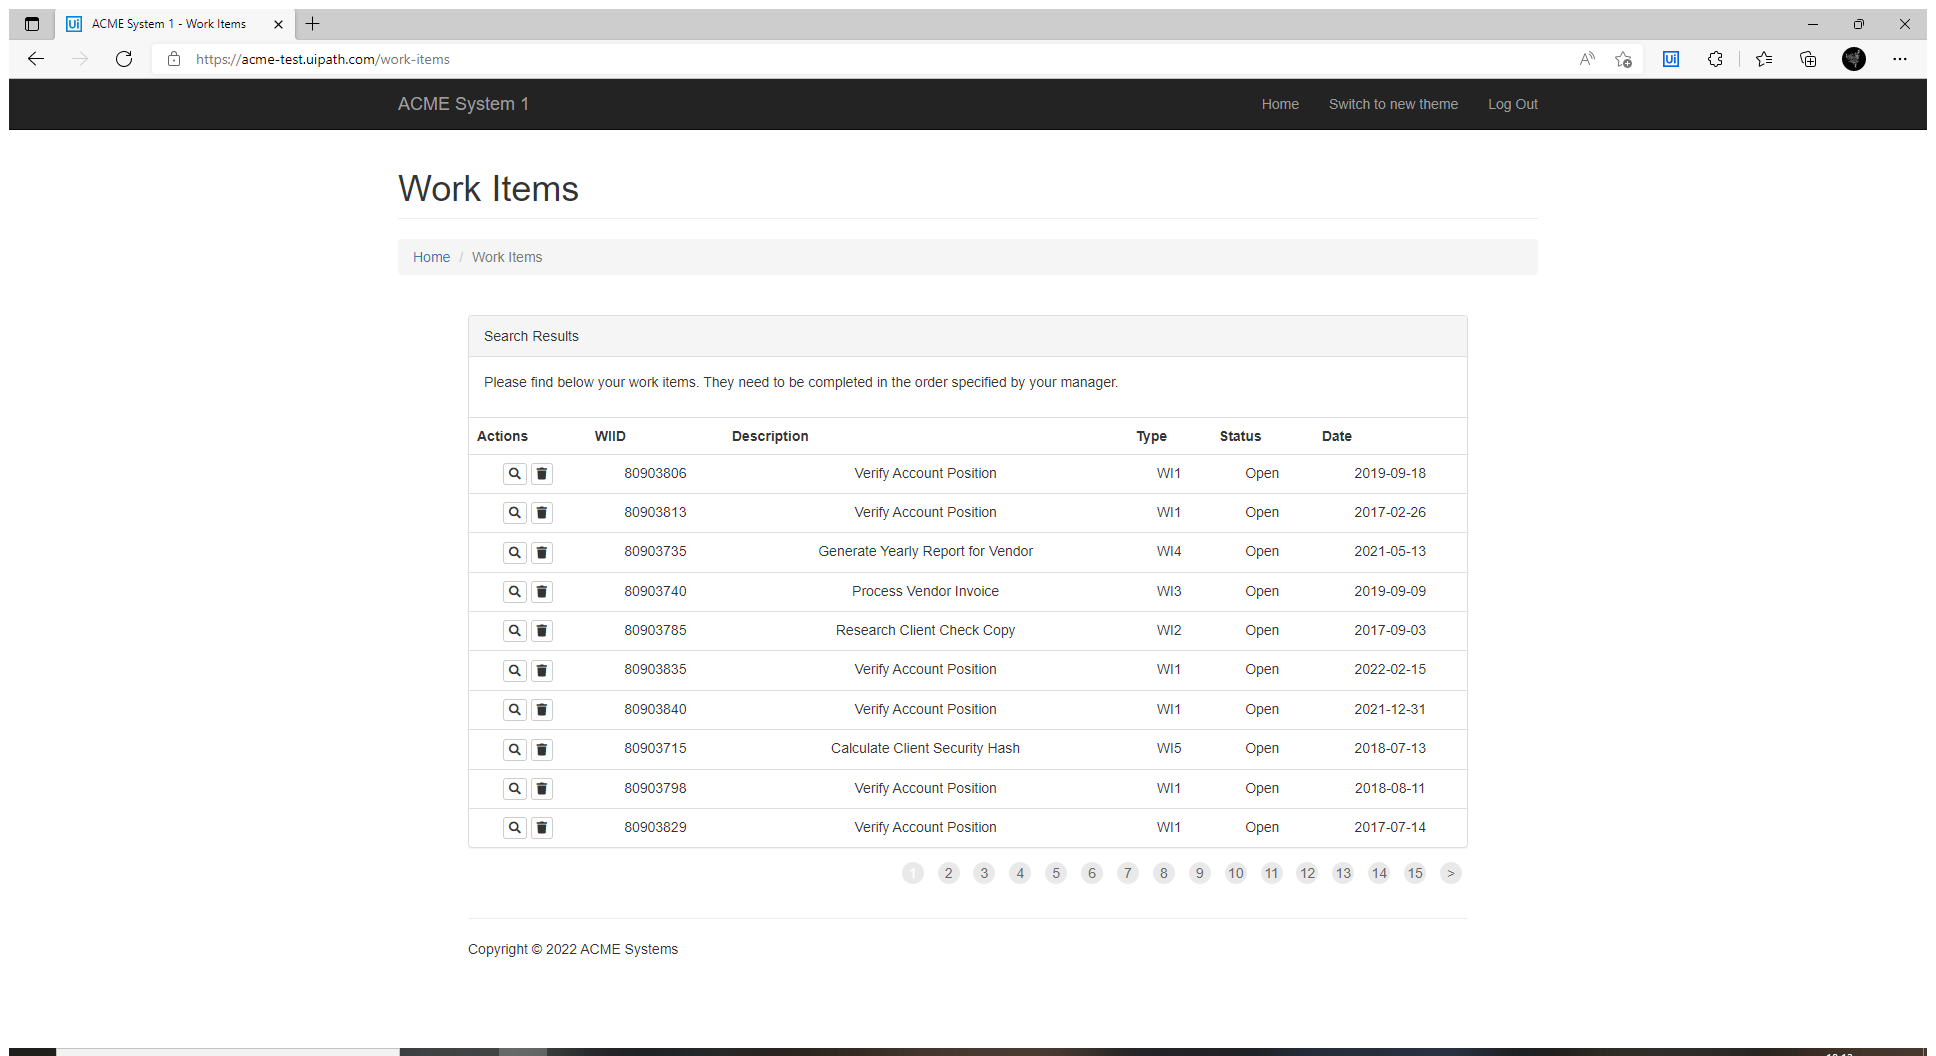 ACME System 1 - Work Items
https://acme-test.uipath.com/work-items
ACME System 1 Home Switch to new theme Log Out
Work Items
Home / Work Items
Search Results
Please find below your work items. They need to be completed in the order specified by your manager.
Actions WIID Description Type Status Date
80903806 Verify Account Position WI1 Open 2019-09-18
80903813 Verify Account Position WI1 Open 2017-02-26
80903735 Generate Yearly Report for Vendor WI4 Open 2021-05-13
80903740 Process Vendor Invoice WI3 Open 2019-09-09
80903785 Research Client Check Copy WI2 Open 2017-09-03
80903835 Verify Account Position WI1 Open 2022-02-15
80903840 Verify Account Position WI1 Open 2021-12-31
80903715 Calculate Client Security Hash WI5 Open 2018-07-13
80903798 Verify Account Position WI1 Open 2018-08-11
80903829 Verify Account Position WI1 Open 2017-07-14
1 2 3 4 5 6 7 8 9 10 11 12 13 14 15 >
Copyright © 2022 ACME Systems